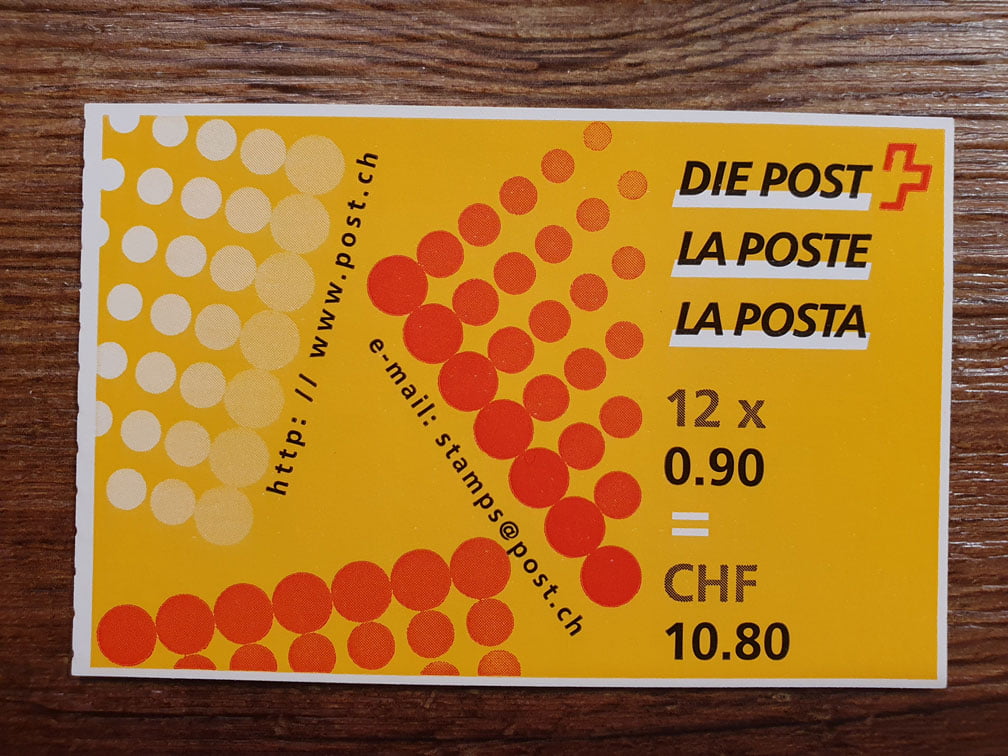 http: // www.post.ch
e-mail: stamps@post.ch
DIE POST
LA POSTE
LA POSTA
12 x
0.90
=
CHF
10.80